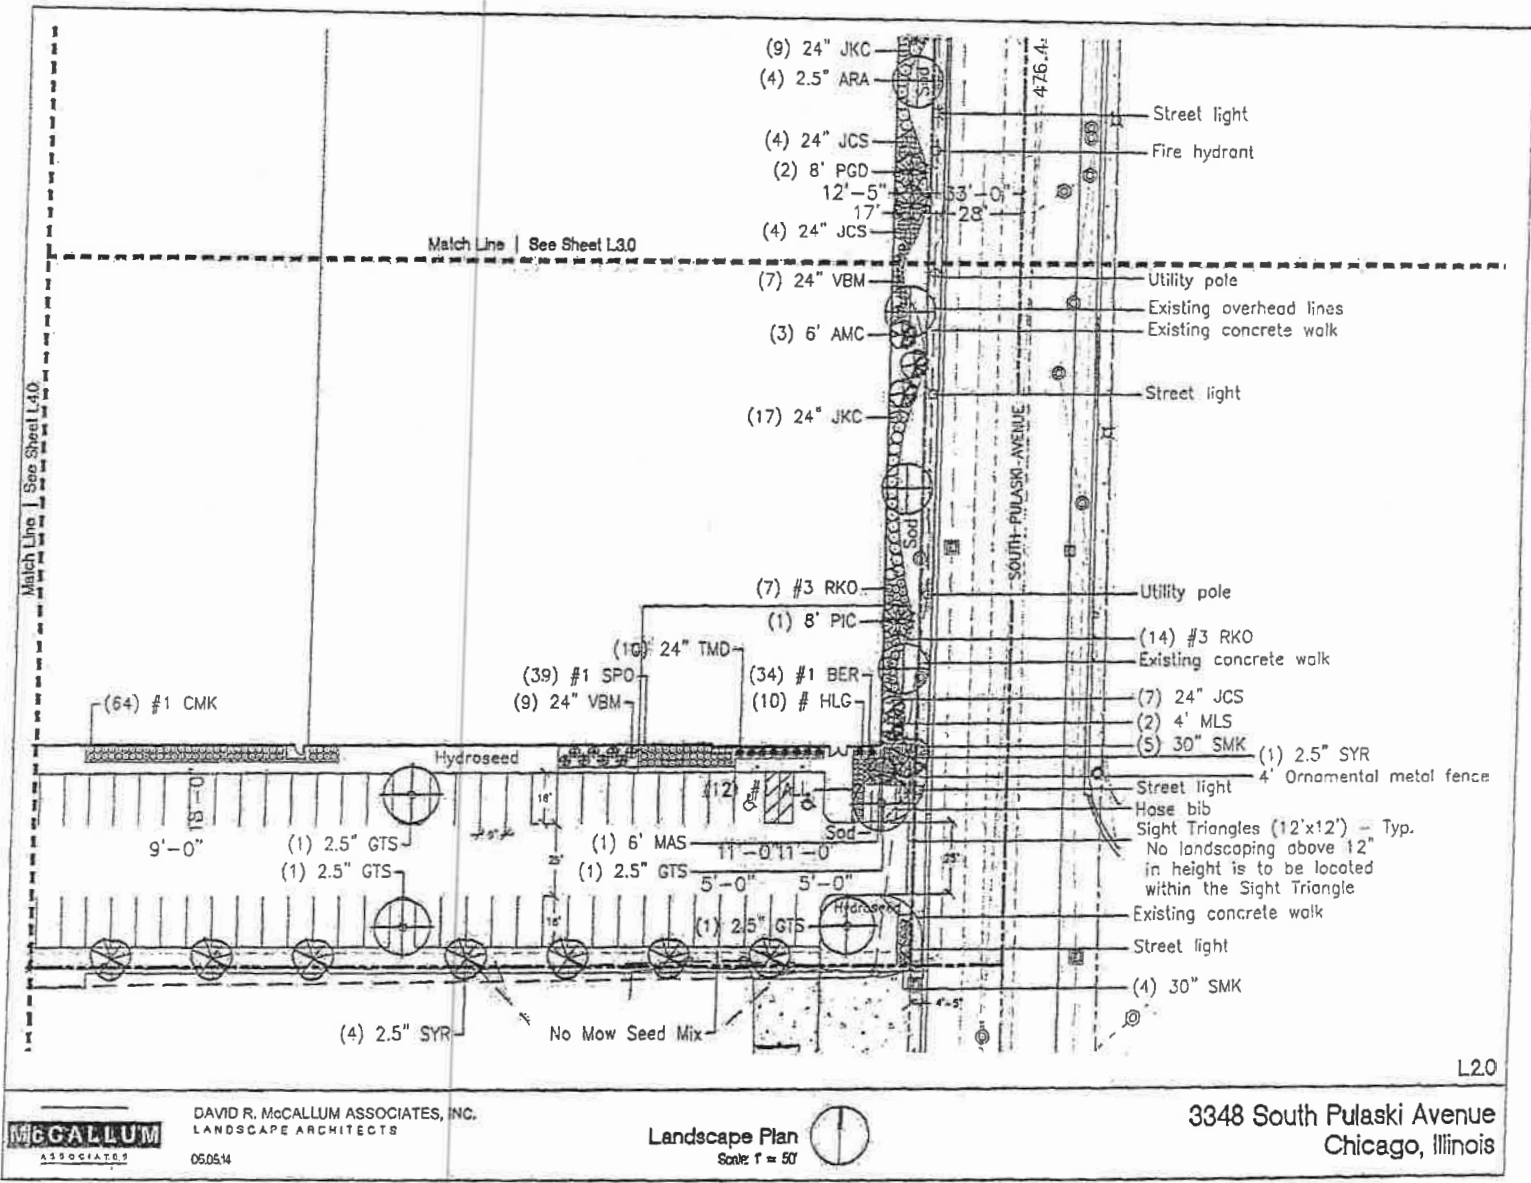 (9) 24" JKC
(4) 2.5" ARA
Sod
476.4
Street light
(4) 24" JCS
Fire hydrant
(2) 8' PGD
12'-5" 33'-0"
17' 28'
(4) 24" JCS
Match Line | See Sheet L3.0
(7) 24" VBM
Utility pole
Existing overhead lines
(3) 6' AMC
Existing concrete walk
Street light
(17) 24" JKC
Match Line | See Sheet L4.0
SOUTH PULASKI AVENUE
Sod
(7) #3 RKO
Utility pole
(1) 8' PIC
(14) #3 RKO
(10) 24" TMD
Existing concrete walk
(39) #1 SPO
(34) #1 BER
(64) #1 CMK
(9) 24" VBM
(10) # HLG
(7) 24" JCS
(2) 4' MLS
(5) 30" SMK
Hydroseed
(1) 2.5" SYR
4' Ornamental metal fence
18'
(12) # ALL
Street light
Hose bib
Sod
Sight Triangles (12'x12') - Typ.
9'-0"
(1) 2.5" GTS
(1) 6' MAS
11'-0" 11'-0"
No landscaping above 12"
in height is to be located
within the Sight Triangle
(1) 2.5" GTS
25'
(1) 2.5" GTS
5'-0" 5'-0"
25'
Hydroseed
Existing concrete walk
18'
(1) 2.5" GTS
Street light
(4) 30" SMK
4'-5"
(4) 2.5" SYR
No Mow Seed Mix
L2.0
McCALLUM
ASSOCIATES
DAVID R. McCALLUM ASSOCIATES, INC.
LANDSCAPE ARCHITECTS
05.05.14
Landscape Plan
Scale: 1" = 50'
3348 South Pulaski Avenue
Chicago, Illinois